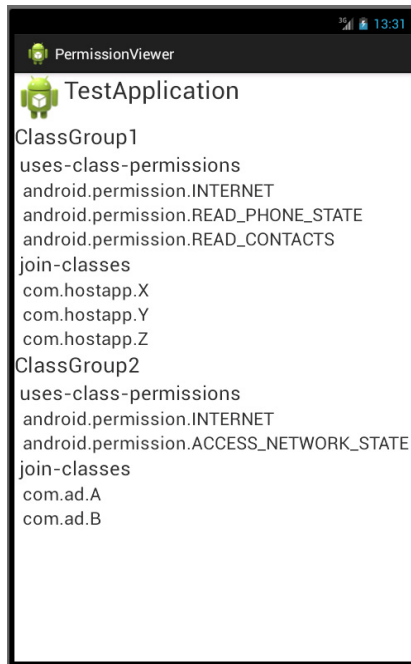 3G 13:31
PermissionViewer
TestApplication
ClassGroup1
uses-class-permissions
android.permission.INTERNET
android.permission.READ_PHONE_STATE
android.permission.READ_CONTACTS
join-classes
com.hostapp.X
com.hostapp.Y
com.hostapp.Z
ClassGroup2
uses-class-permissions
android.permission.INTERNET
android.permission.ACCESS_NETWORK_STATE
join-classes
com.ad.A
com.ad.B